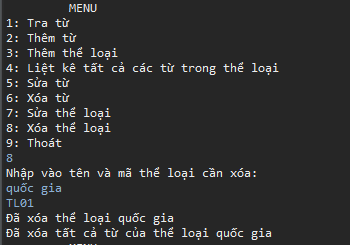 MENU
1: Tra từ
2: Thêm từ
3: Thêm thể loại
4: Liệt kê tất cả các từ trong thể loại
5: Sửa từ
6: Xóa từ
7: Sửa thể loại
8: Xóa thể loại
9: Thoát
8
Nhập vào tên và mã thể loại cần xóa:
quốc gia
TL01
Đã xóa thể loại quốc gia
Đã xóa tất cả từ của thể loại quốc gia
MENU